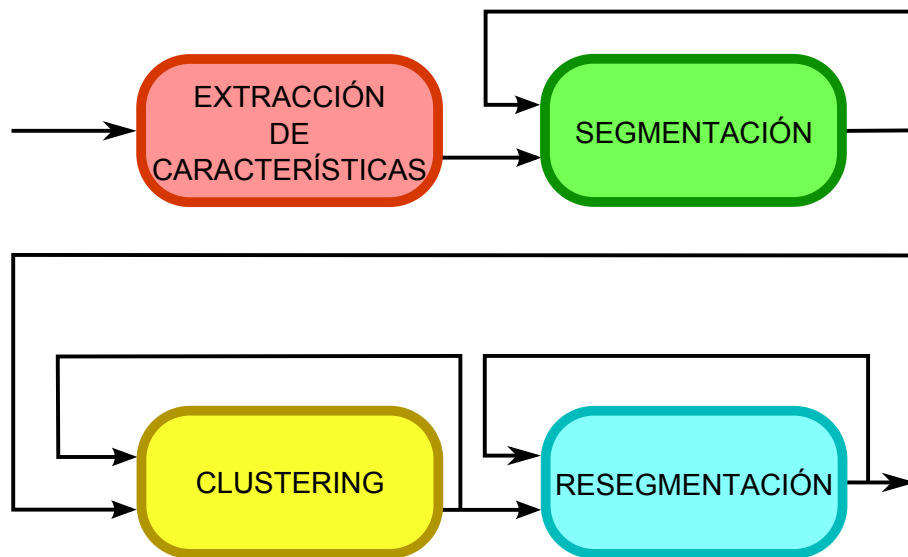 EXTRACCIÓN
DE
CARACTERÍSTICAS
SEGMENTACIÓN
CLUSTERING
RESEGMENTACIÓN